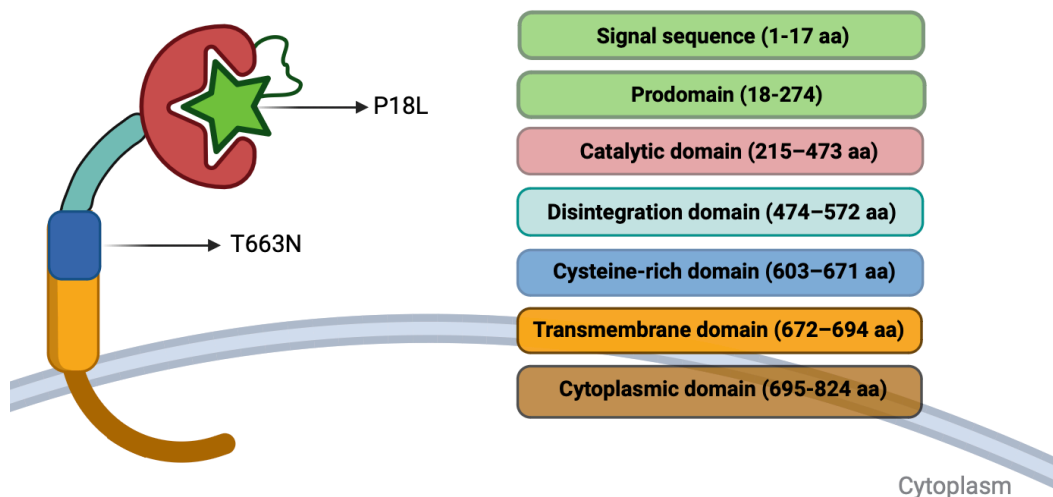 Signal sequence (1-17 aa)
Prodomain (18-274)
P18L
Catalytic domain (215–473 aa)
Disintegration domain (474–572 aa)
T663N
Cysteine-rich domain (603–671 aa)
Transmembrane domain (672–694 aa)
Cytoplasmic domain (695-824 aa)
Cytoplasm